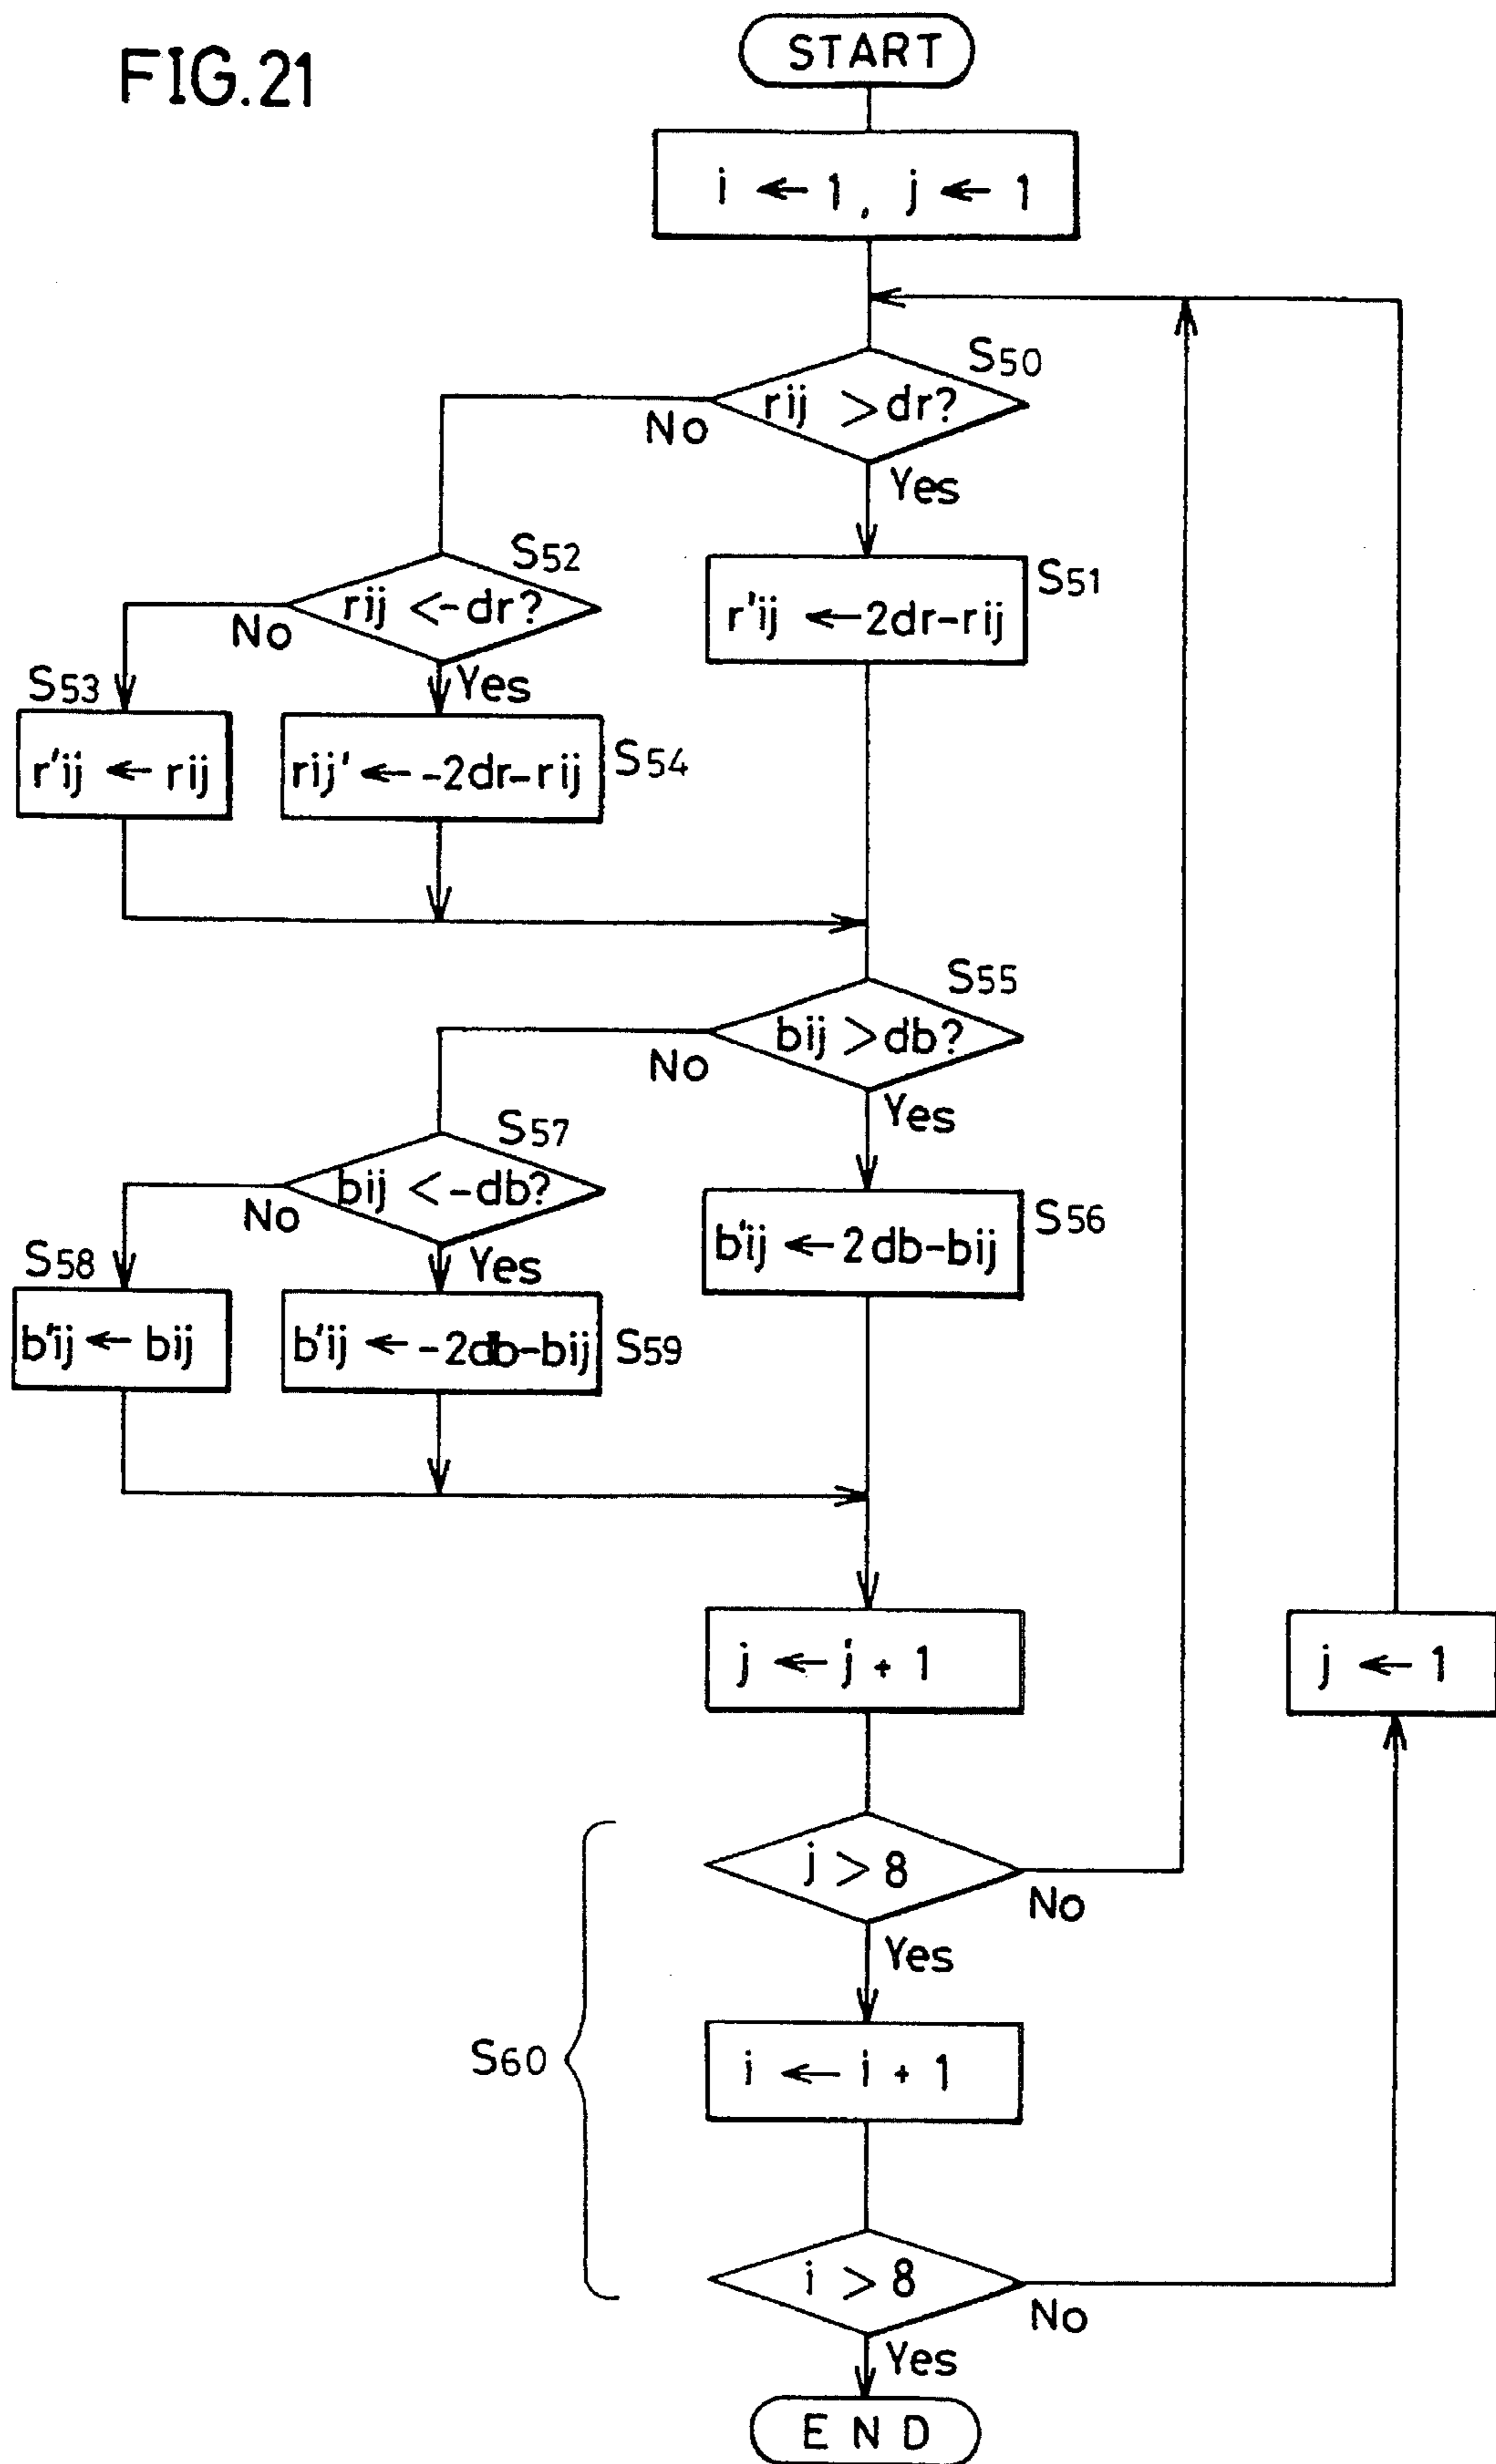 FIG.21
START
i ← 1, j ← 1
S50
rij > dr?
No
Yes
S52
rij <-dr?
No
Yes
S51
r'ij ← 2dr-rij
S53
r'ij ← rij
rij' ← -2dr-rij
S54
S55
bij > db?
No
Yes
S57
bij < -db?
No
Yes
S56
b'ij ← 2db-bij
S58
b'ij ← bij
b'ij ← -2db-bij
S59
j ← j + 1
j ← 1
j > 8
No
Yes
S60
i ← i + 1
i > 8
No
Yes
END